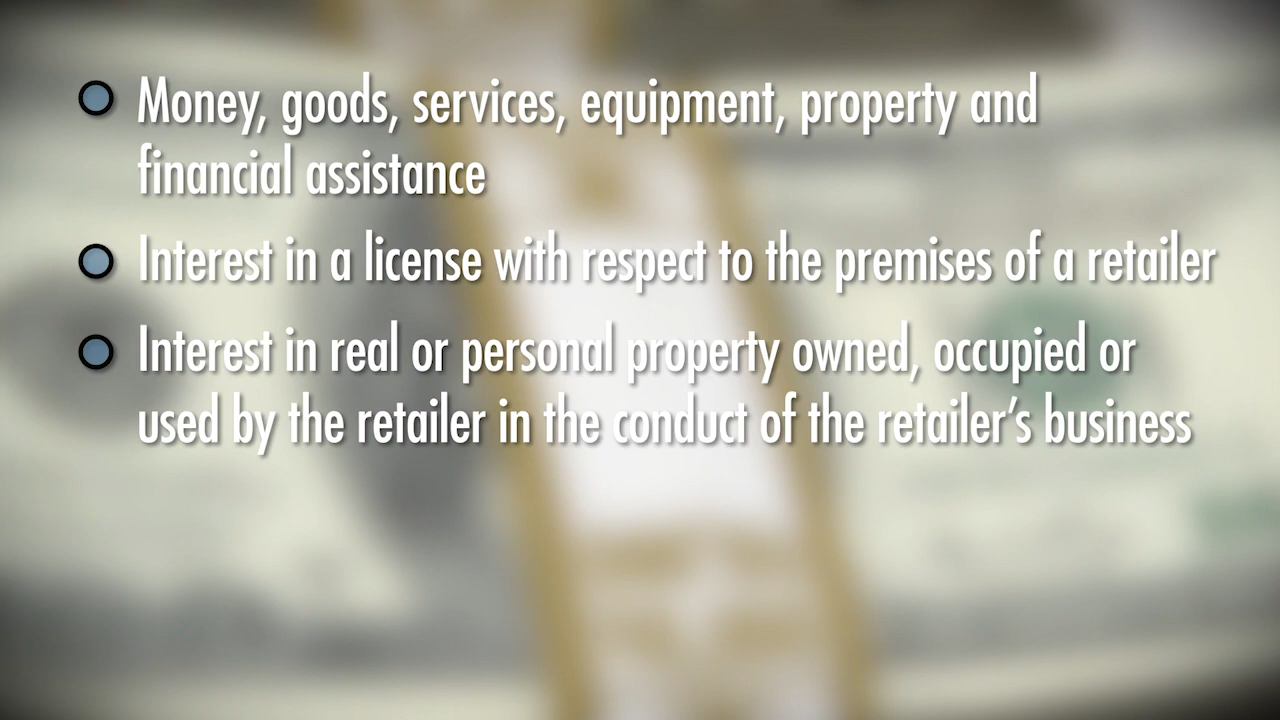 Money, goods, services, equipment, property and
financial assistance
Interest in a license with respect to the premises of a retailer
Interest in real or personal property owned, occupied or
used by the retailer in the conduct of the retailer’s business